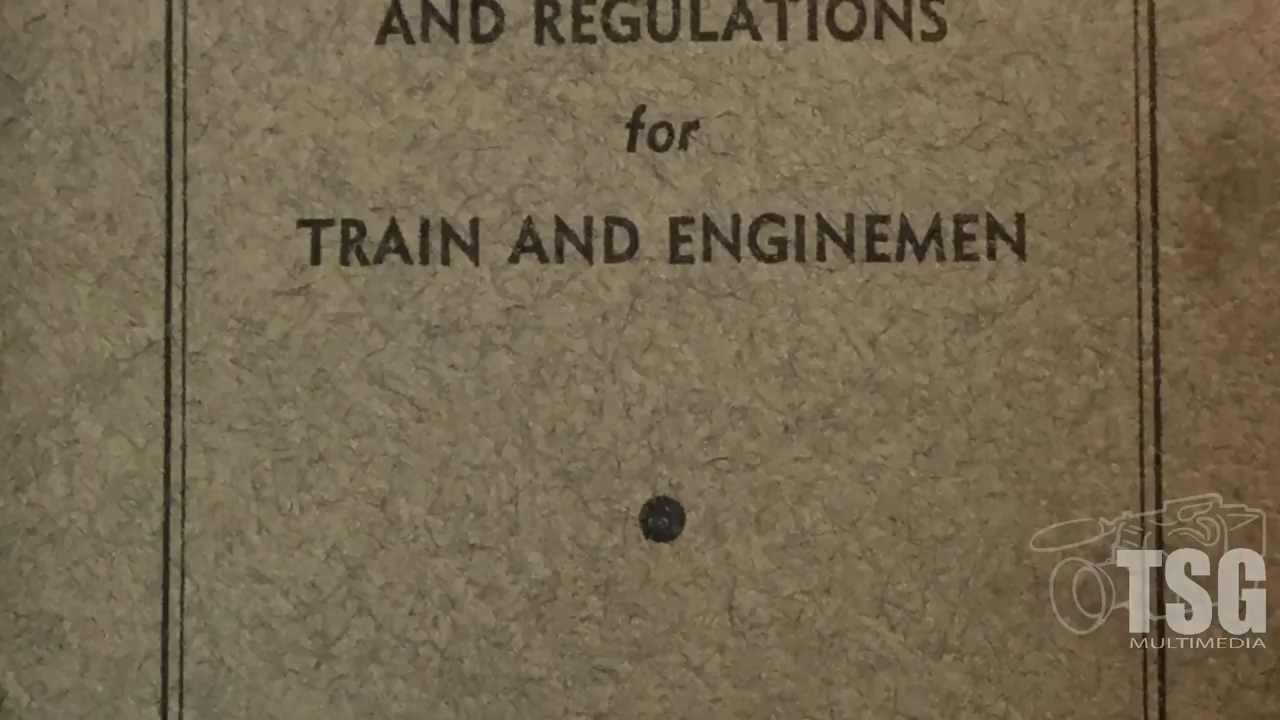 AND REGULATIONS
for
TRAIN AND ENGINEMEN
TSG
MULTIMEDIA